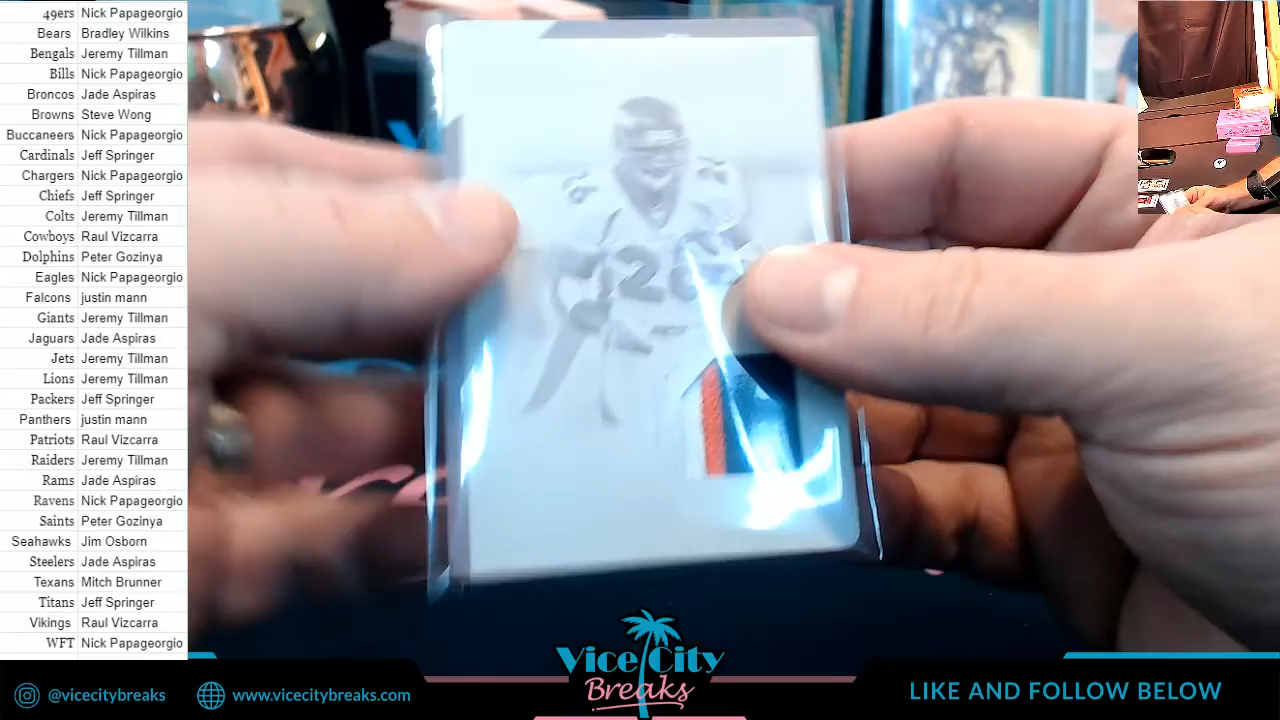 49ers Nick Papageorgio
Bears Bradley Wilkins
Bengals Jeremy Tillman
Bills Nick Papageorgio
Broncos Jade Aspiras
Browns Steve Wong
Buccaneers Nick Papageorgio
Cardinals Jeff Springer
Chargers Nick Papageorgio
Chiefs Jeff Springer
Colts Jeremy Tillman
Cowboys Raul Vizcarra
Dolphins Peter Gozinya
Eagles Nick Papageorgio
Falcons justin mann
Giants Jeremy Tillman
Jaguars Jade Aspiras
Jets Jeremy Tillman
Lions Jeremy Tillman
Packers Jeff Springer
Panthers justin mann
Patriots Raul Vizcarra
Raiders Jeremy Tillman
Rams Jade Aspiras
Ravens Nick Papageorgio
Saints Peter Gozinya
Seahawks Jim Osborn
Steelers Jade Aspiras
Texans Mitch Brunner
Titans Jeff Springer
Vikings Raul Vizcarra
WFT Nick Papageorgio
26
@vicecitybreaks
www.vicecitybreaks.com
Vice City
Breaks
LIKE AND FOLLOW BELOW